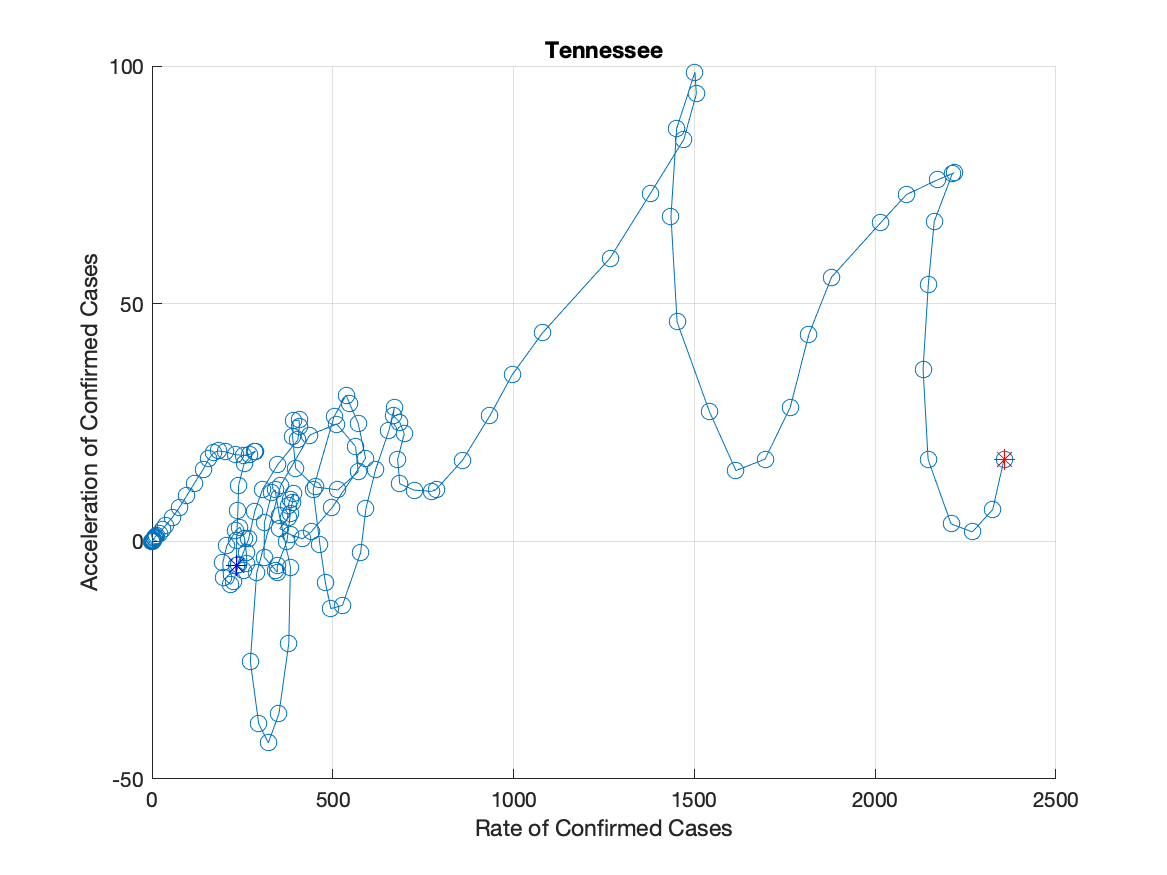 Tennessee
100
50
0
-50
Acceleration of Confirmed Cases
0 500 1000 1500 2000 2500
Rate of Confirmed Cases